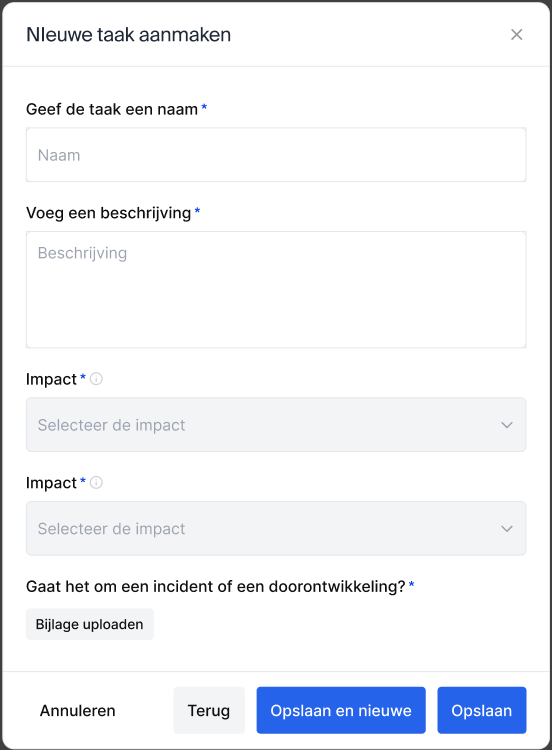 NIeuwe taak aanmaken
Geef de taak een naam *
Naam
Voeg een beschrijving *
Beschrijving
Impact *
Selecteer de impact
Impact *
Selecteer de impact
Gaat het om een incident of een doorontwikkeling? *
Bijlage uploaden
Annuleren
Terug
Opslaan en nieuwe
Opslaan